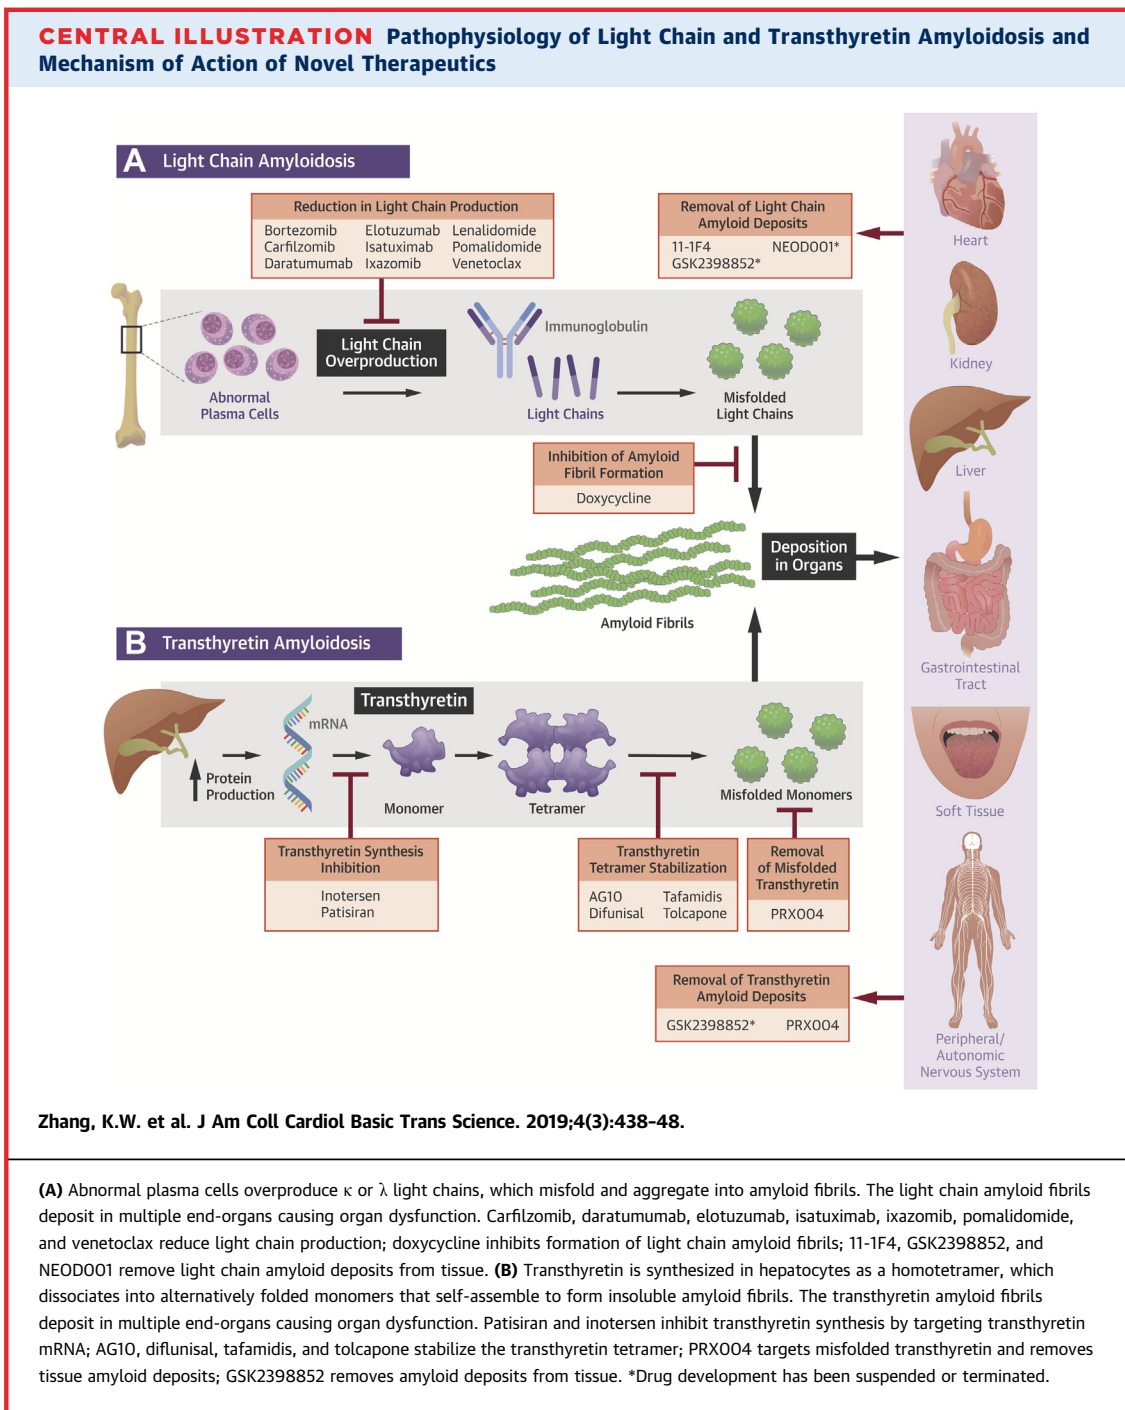 CENTRAL ILLUSTRATION Pathophysiology of Light Chain and Transthyretin Amyloidosis and
Mechanism of Action of Novel Therapeutics
A Light Chain Amyloidosis
Reduction in Light Chain Production
Bortezomib Elotuzumab Lenalidomide
Carfilzomib Isatuximab Pomalidomide
Daratumumab Ixazomib Venetoclax
Removal of Light Chain
Amyloid Deposits
11-1F4 NEOD001*
GSK2398852*
Heart
Light Chain
Overproduction
Immunoglobulin
Abnormal
Plasma Cells
Light Chains
Misfolded
Light Chains
Kidney
Inhibition of Amyloid
Fibril Formation
Doxycycline
Liver
Deposition
in Organs
Amyloid Fibrils
Gastrointestinal
Tract
B Transthyretin Amyloidosis
Transthyretin
mRNA
Protein
Production
Monomer
Tetramer
Misfolded Monomers
Soft Tissue
Transthyretin Synthesis
Inhibition
Inotersen
Patisiran
Transthyretin
Tetramer Stabilization
AG10 Tafamidis
Difunisal Tolcapone
Removal
of Misfolded
Transthyretin
PRX004
Removal of Transthyretin
Amyloid Deposits
GSK2398852* PRX004
Peripheral/
Autonomic
Nervous System
Zhang, K.W. et al. J Am Coll Cardiol Basic Trans Science. 2019;4(3):438–48.
(A) Abnormal plasma cells overproduce κ or λ light chains, which misfold and aggregate into amyloid fibrils. The light chain amyloid fibrils
deposit in multiple end-organs causing organ dysfunction. Carfilzomib, daratumumab, elotuzumab, isatuximab, ixazomib, pomalidomide,
and venetoclax reduce light chain production; doxycycline inhibits formation of light chain amyloid fibrils; 11-1F4, GSK2398852, and
NEOD001 remove light chain amyloid deposits from tissue. (B) Transthyretin is synthesized in hepatocytes as a homotetramer, which
dissociates into alternatively folded monomers that self-assemble to form insoluble amyloid fibrils. The transthyretin amyloid fibrils
deposit in multiple end-organs causing organ dysfunction. Patisiran and inotersen inhibit transthyretin synthesis by targeting transthyretin
mRNA; AG10, diflunisal, tafamidis, and tolcapone stabilize the transthyretin tetramer; PRX004 targets misfolded transthyretin and removes
tissue amyloid deposits; GSK2398852 removes amyloid deposits from tissue. *Drug development has been suspended or terminated.